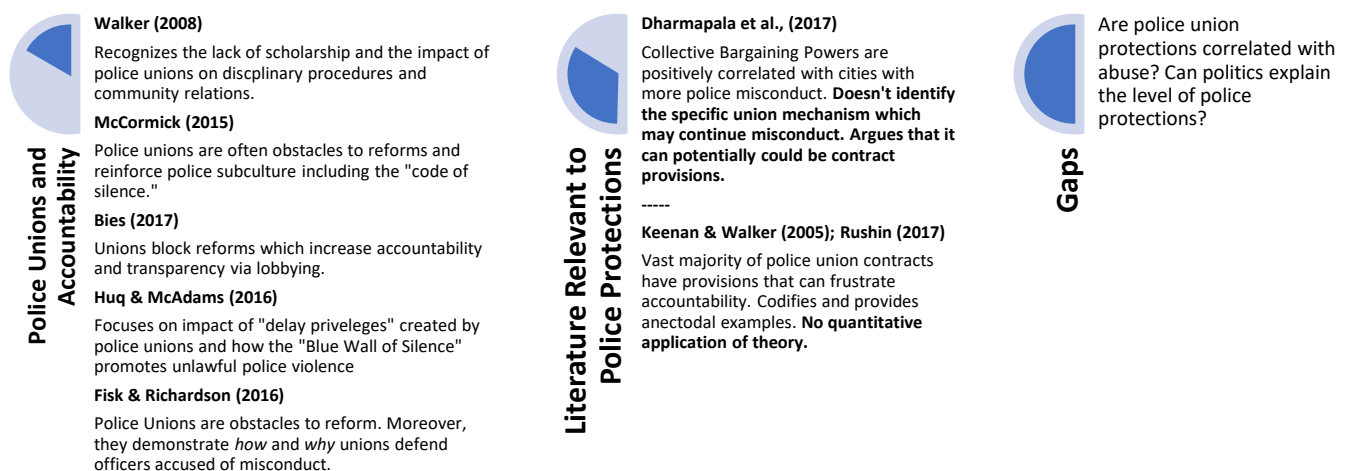 Police Unions and
Accountability
Walker (2008)
Recognizes the lack of scholarship and the impact of
police unions on discplinary procedures and
community relations.
McCormick (2015)
Police unions are often obstacles to reforms and
reinforce police subculture including the "code of
silence."
Bies (2017)
Unions block reforms which increase accountability
and transparency via lobbying.
Huq & McAdams (2016)
Focuses on impact of "delay priveleges" created by
police unions and how the "Blue Wall of Silence"
promotes unlawful police violence
Fisk & Richardson (2016)
Police Unions are obstacles to reform. Moreover,
they demonstrate how and why unions defend
officers accused of misconduct.
Literature Relevant to
Police Protections
Dharmapala et al., (2017)
Collective Bargaining Powers are
positively correlated with cities with
more police misconduct. Doesn't identify
the specific union mechanism which
may continue misconduct. Argues that it
can potentially could be contract
provisions.
-----
Keenan & Walker (2005); Rushin (2017)
Vast majority of police union contracts
have provisions that can frustrate
accountability. Codifies and provides
anectodal examples. No quantitative
application of theory.
Gaps
Are police union
protections correlated with
abuse? Can politics explain
the level of police
protections?